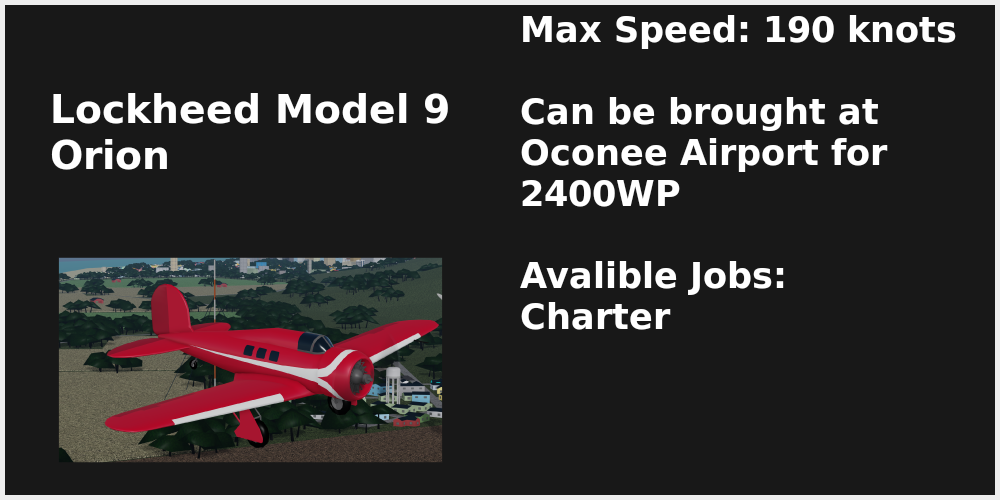 Lockheed Model 9
Orion
Max Speed: 190 knots
Can be brought at
Oconee Airport for
2400WP
Avalible Jobs:
Charter